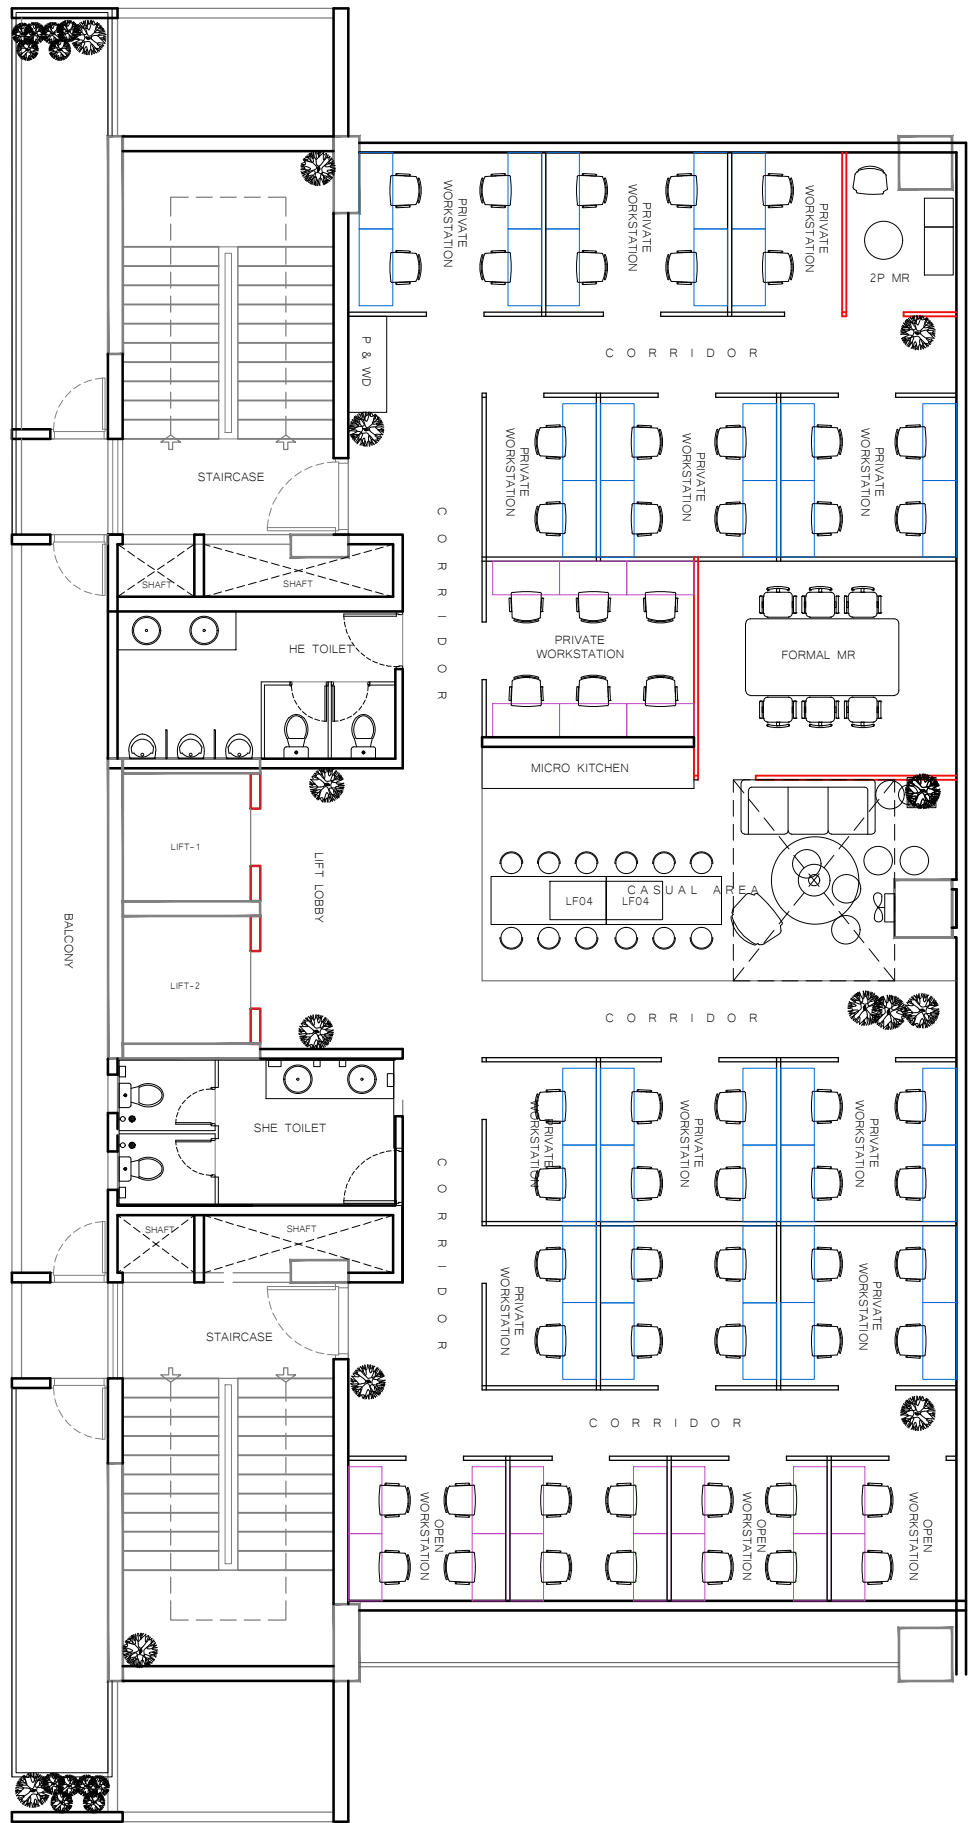 PRIVATE
WORKSTATION
PRIVATE
WORKSTATION
PRIVATE
WORKSTATION
2P MR
CORRIDOR
P & WD
PRIVATE
WORKSTATION
PRIVATE
WORKSTATION
PRIVATE
WORKSTATION
STAIRCASE
CORRIDOR
SHAFT
SHAFT
HE TOILET
PRIVATE
WORKSTATION
FORMAL MR
MICRO KITCHEN
LIFT-1
LIFT LOBBY
CASUAL AREA
LF04
LF04
BALCONY
LIFT-2
CORRIDOR
SHE TOILET
PRIVATE
WORKSTATION
PRIVATE
WORKSTATION
PRIVATE
WORKSTATION
CORRIDOR
SHAFT
SHAFT
PRIVATE
WORKSTATION
PRIVATE
WORKSTATION
STAIRCASE
CORRIDOR
OPEN
WORKSTATION
OPEN
WORKSTATION
OPEN
WORKSTATION